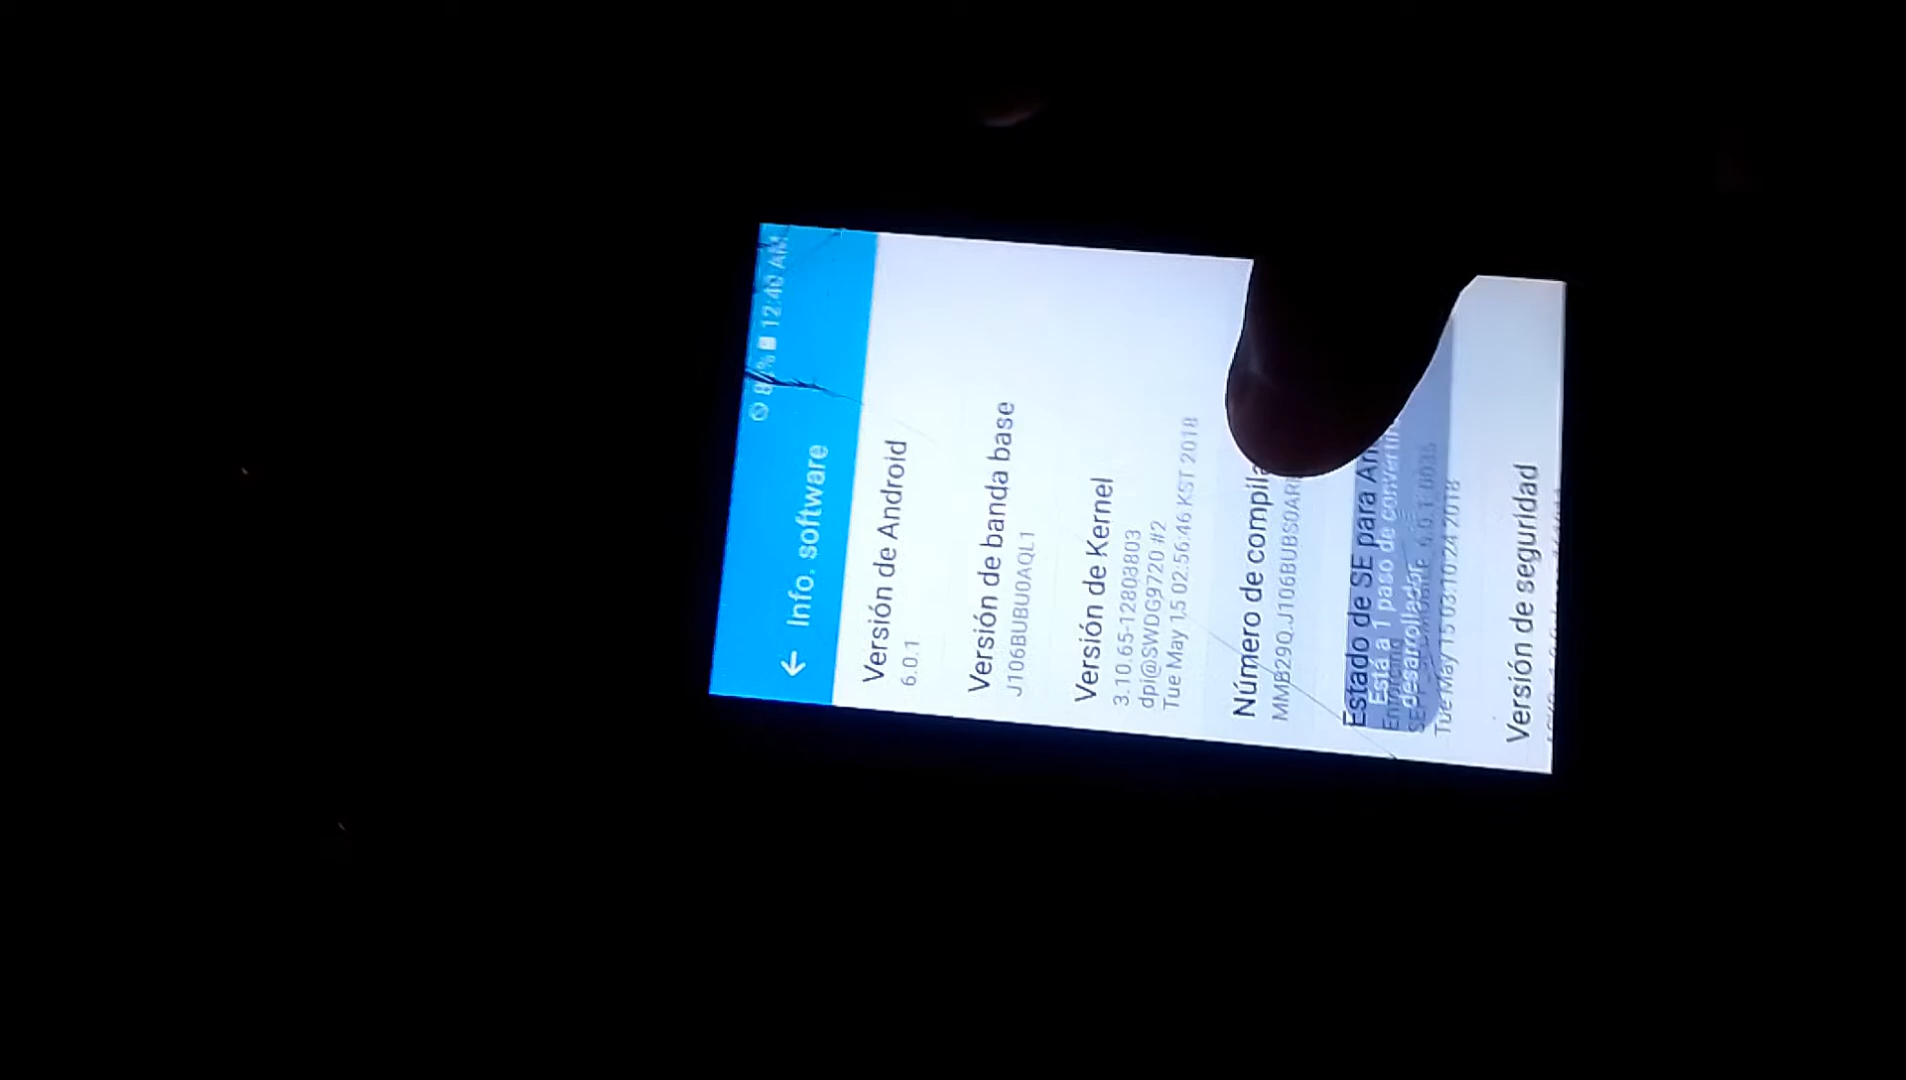 12:40 AM
← Info. software
Versión de Android
6.0.1
Versión de banda base
J106BUBU0AQL1
Versión de Kernel
3.10.65-12803803
dpi@SWDG9720 #2
Tue May 15 02:56:46 KST 2018
Número de compila
MMB29Q.J106BUBS0AR
Estado de SE para An
Está a 1 paso de convertir
desarrollador
Tue May 15 03:10:24 2018
Versión de seguridad